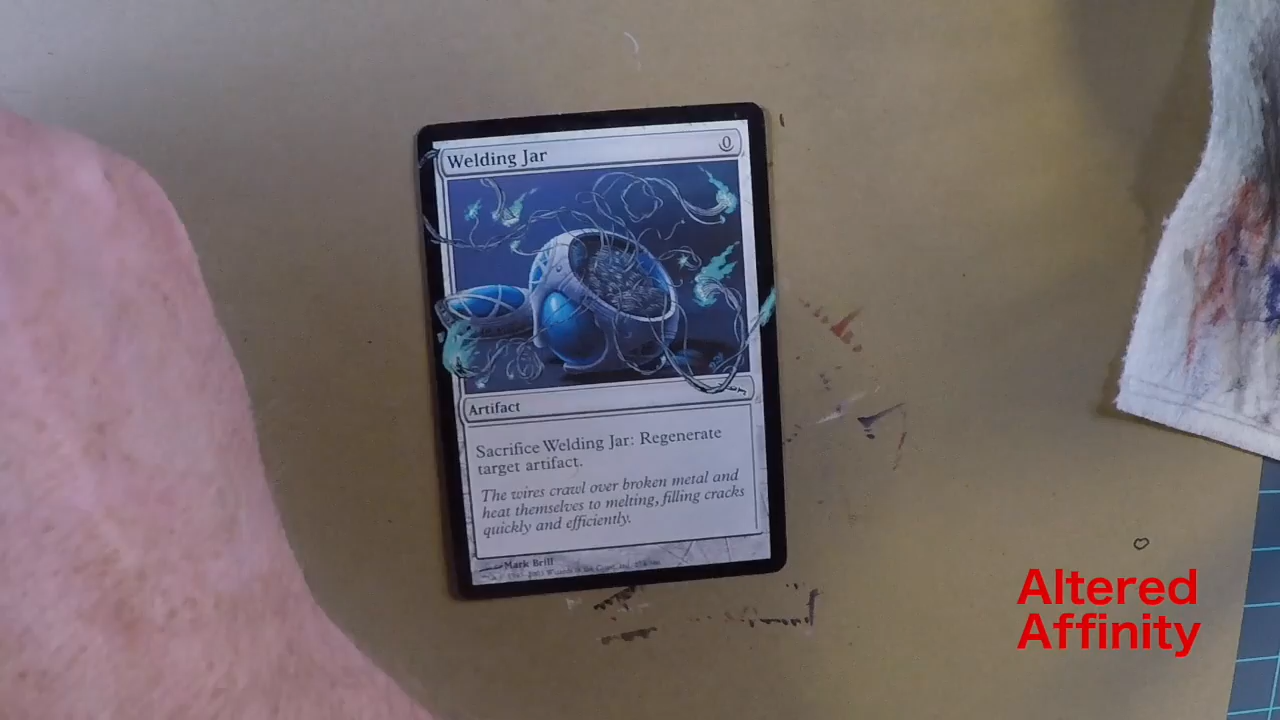 Welding Jar 0
Artifact
Sacrifice Welding Jar: Regenerate
target artifact.
The wires crawl over broken metal and
heat themselves to melting, filling cracks
quickly and efficiently.
Mark Brill
Altered
Affinity